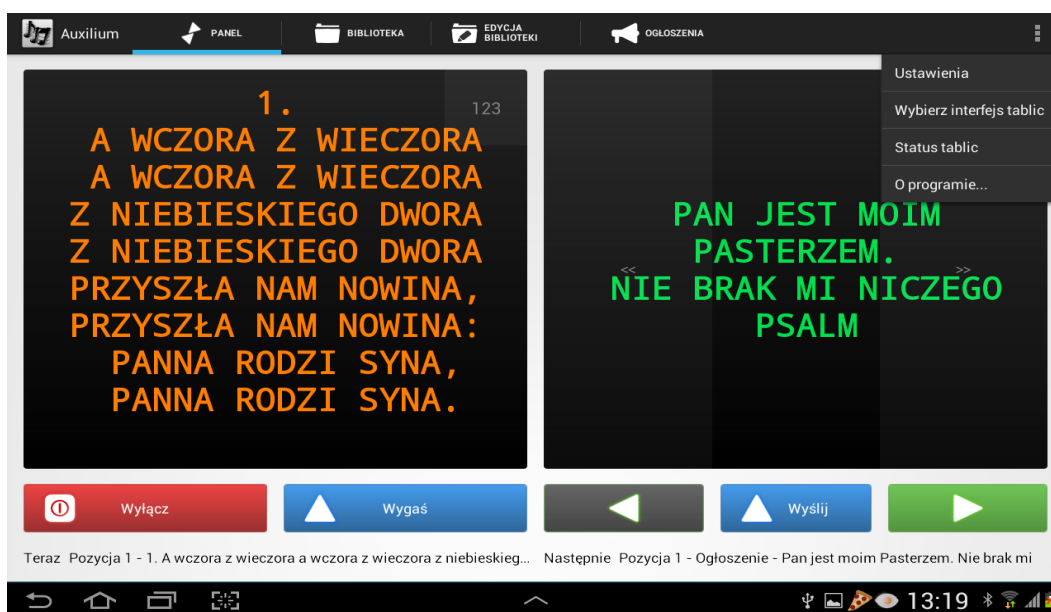 Auxilium
PANEL
BIBLIOTEKA
EDYCJA
BIBLIOTEKI
OGŁOSZENIA
Ustawienia
Wybierz interfejs tablic
Status tablic
O programie...
1.
123
A WCZORA Z WIECZORA
A WCZORA Z WIECZORA
Z NIEBIESKIEGO DWORA
Z NIEBIESKIEGO DWORA
PRZYSZŁA NAM NOWINA,
PRZYSZŁA NAM NOWINA:
PANNA RODZI SYNA,
PANNA RODZI SYNA.
PAN JEST MOIM
PASTERZEM.
<< >>
NIE BRAK MI NICZEGO
PSALM
Wyłącz
Wygaś
Wyślij
Teraz Pozycja 1 - 1. A wczora z wieczora a wczora z wieczora z niebieskieg...
Następnie Pozycja 1 - Ogłoszenie - Pan jest moim Pasterzem. Nie brak mi
13:19